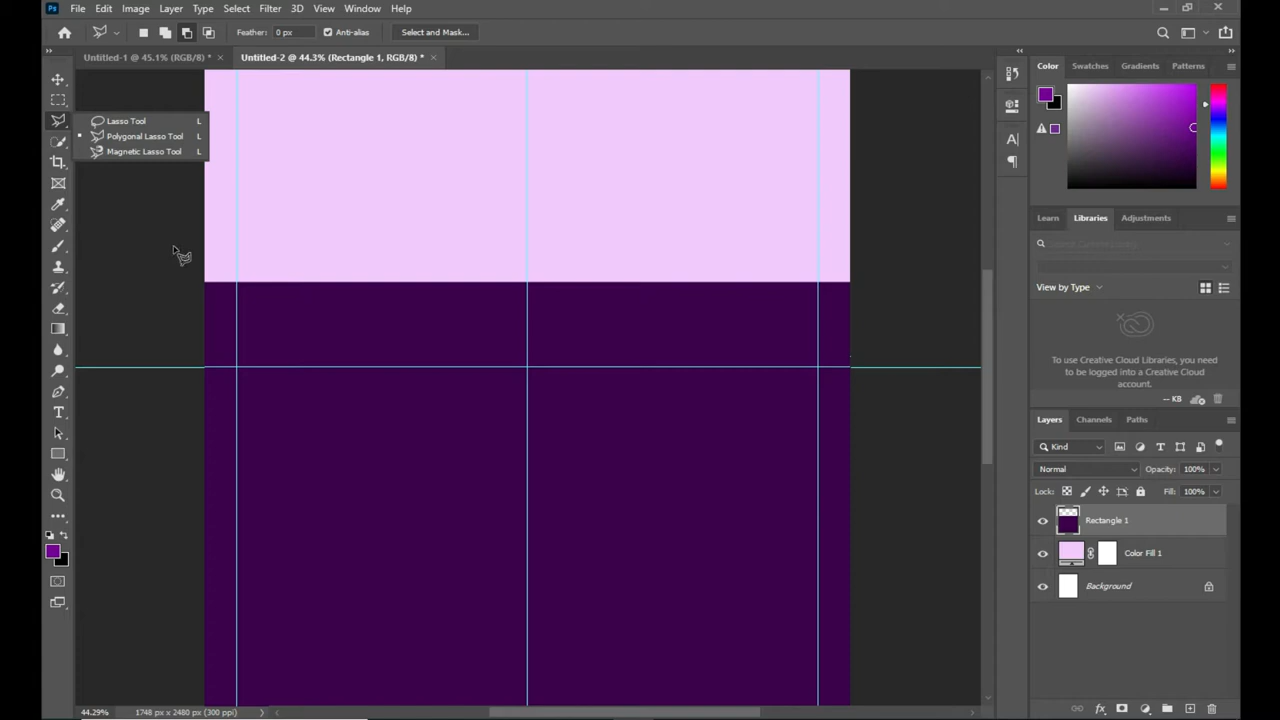 Ps File Edit Image Layer Type Select Filter 3D View Window Help
Feather: 0 px Anti-alias Select and Mask...
Untitled-1 @ 45.1% (RGB/8) * × Untitled-2 @ 44.3% (Rectangle 1, RGB/8) * ×
Color Swatches Gradients Patterns
Lasso Tool L
Polygonal Lasso Tool L
Magnetic Lasso Tool L
Learn Libraries Adjustments
View by Type
To use Creative Cloud Libraries, you need
to be logged into a Creative Cloud
account.
-- KB
Layers Channels Paths
Kind
Normal Opacity: 100%
Lock: Fill: 100%
Rectangle 1
Color Fill 1
Background
44.29% 1748 px x 2480 px (300 ppi)